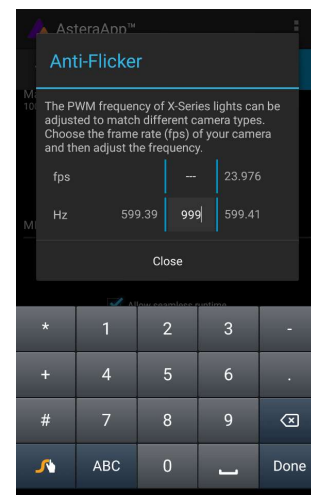 AsteraApp™
Anti-Flicker
The PWM frequency of X-Series lights can be
adjusted to match different camera types.
Choose the frame rate (fps) of your camera
and then adjust the frequency.
fps --- 23.976
Hz 599.39 999 599.41
Close
Allow seamless runtime
* 1 2 3 -
+ 4 5 6 .
# 7 8 9
ABC 0 Done